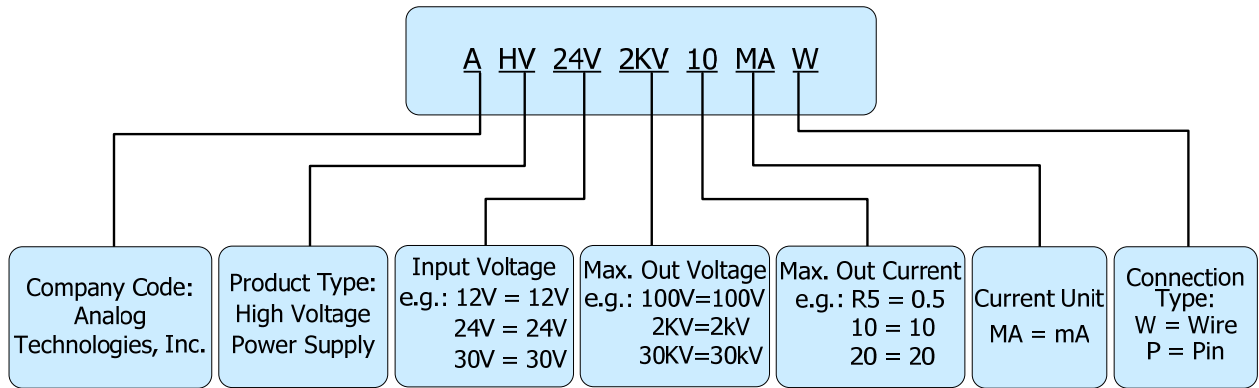 A HV 24V 2KV 10 MA W
Company Code:
Analog
Technologies, Inc.
Product Type:
High Voltage
Power Supply
Input Voltage
e.g.: 12V = 12V
24V = 24V
30V = 30V
Max. Out Voltage
e.g.: 100V=100V
2KV=2kV
30KV=30kV
Max. Out Current
e.g.: R5 = 0.5
10 = 10
20 = 20
Current Unit
MA = mA
Connection
Type:
W = Wire
P = Pin